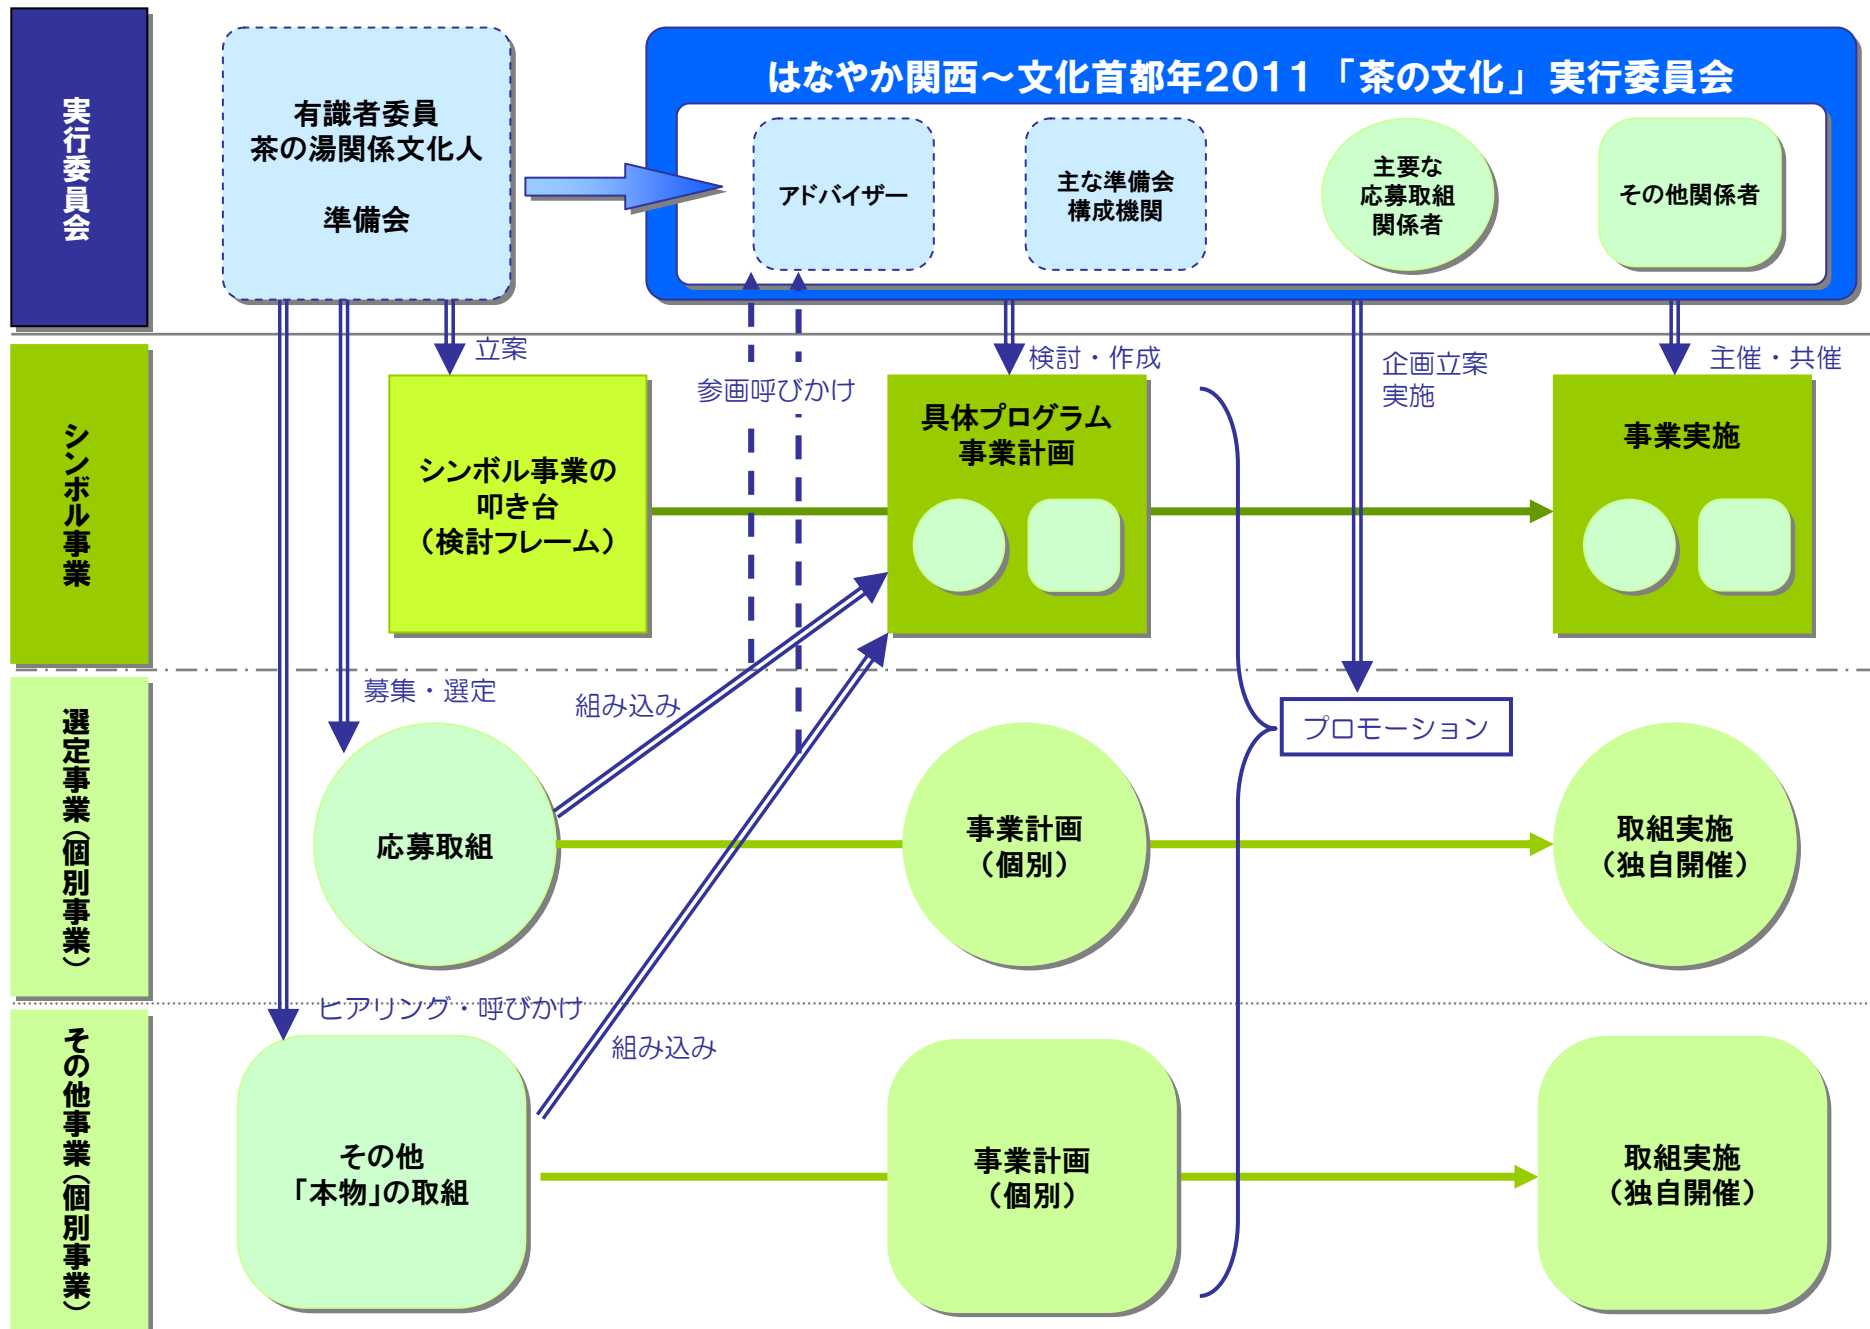 実行委員会
有識者委員
茶の湯関係文化人
準備会
はなやか関西～文化首都年2011「茶の文化」実行委員会
アドバイザー
主な準備会
構成機関
主要な
応募取組
関係者
その他関係者
シンボル事業
立案
参画呼びかけ
検討・作成
企画立案
実施
主催・共催
シンボル事業の
叩き台
（検討フレーム）
具体プログラム
事業計画
事業実施
選定事業（個別事業）
募集・選定
組み込み
プロモーション
応募取組
事業計画
（個別）
取組実施
（独自開催）
その他事業（個別事業）
ヒアリング・呼びかけ
組み込み
その他
「本物」の取組
事業計画
（個別）
取組実施
（独自開催）